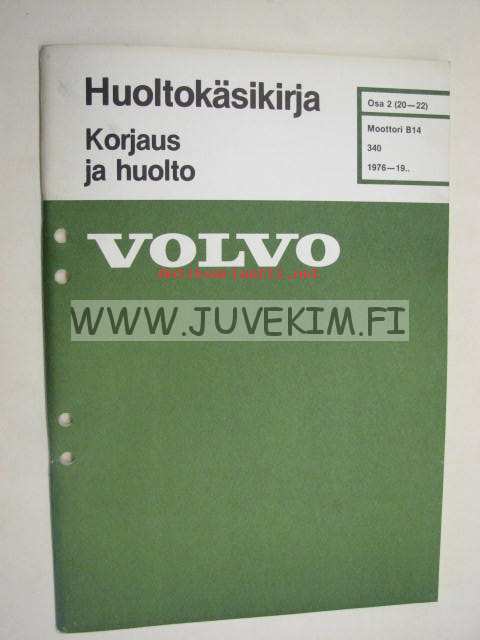 Huoltokäsikirja
Korjaus
ja huolto
Osa 2 (20—22)
Moottori B14
340
1976—19..
VOLVO
WWW.JUVEKIM.FI